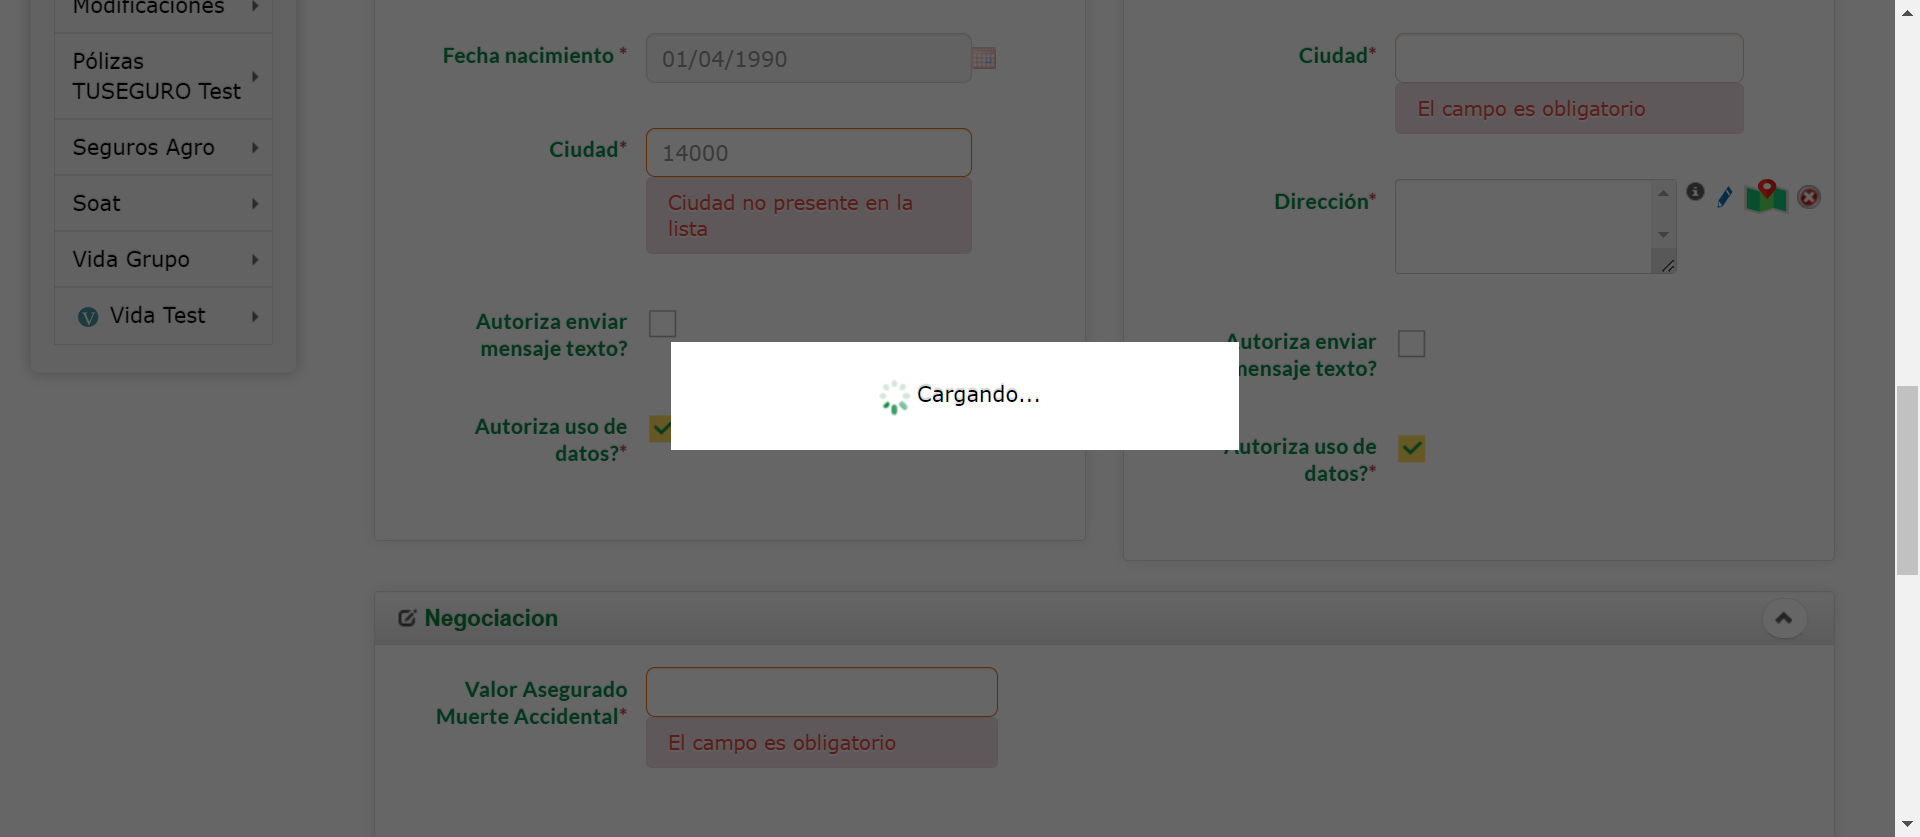 Modificaciones
Pólizas
TUSEGURO Test
Seguros Agro
Soat
Vida Grupo
V Vida Test
Fecha nacimiento *
01/04/1990
Ciudad*
14000
Ciudad no presente en la
lista
Autoriza enviar
mensaje texto?
Autoriza uso de
datos?*
Ciudad*
El campo es obligatorio
Dirección*
Autoriza enviar
mensaje texto?
Autoriza uso de
datos?*
Cargando...
Negociacion
Valor Asegurado
Muerte Accidental*
El campo es obligatorio